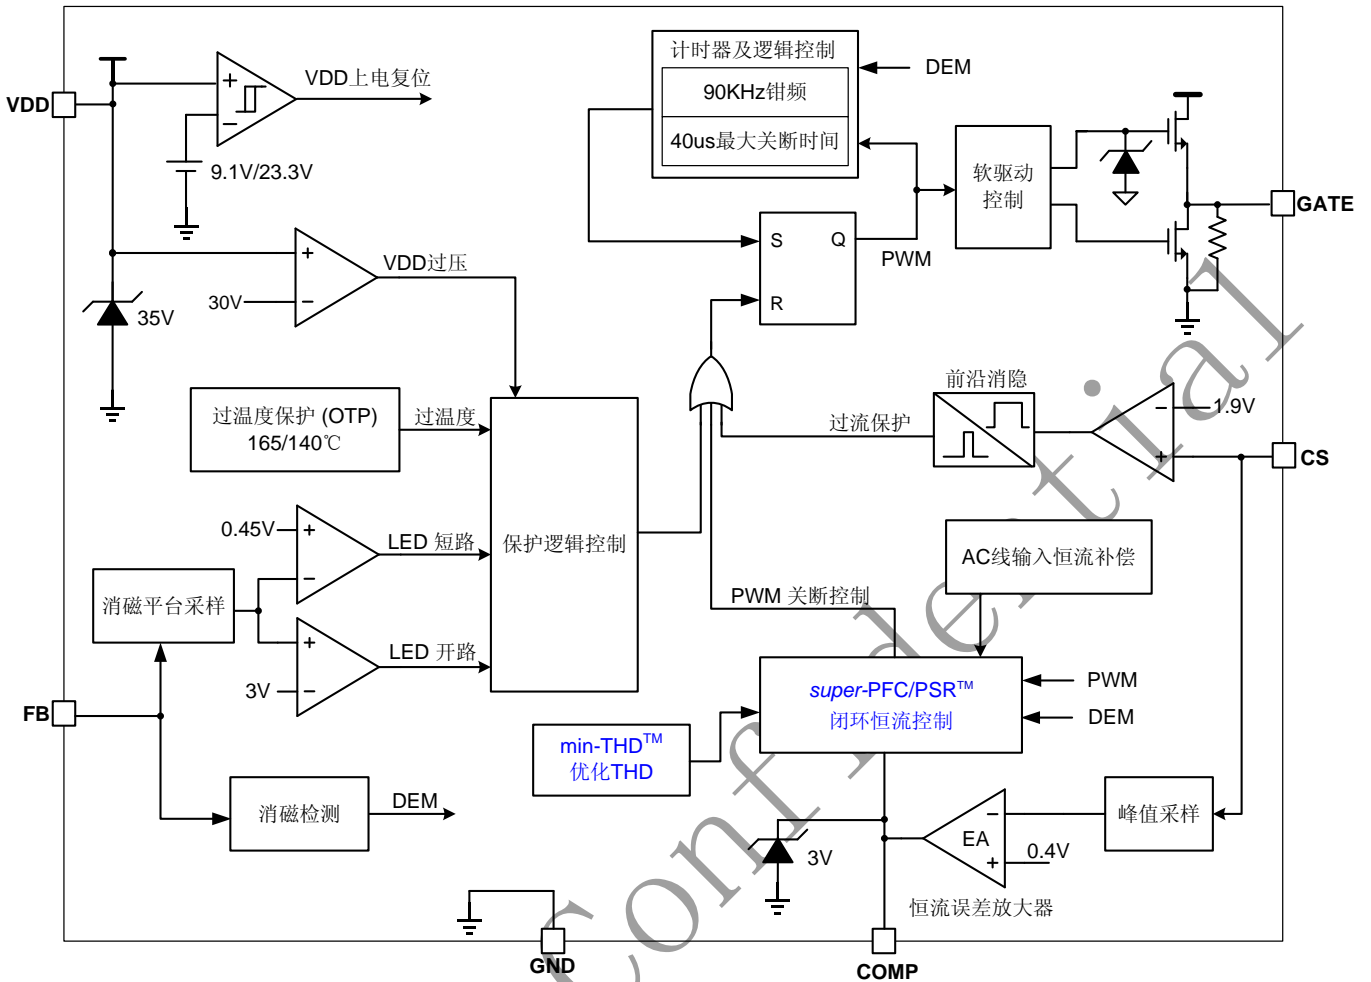 计时器及逻辑控制
DEM
90KHz钳频
40us最大关断时间
VDD
VDD上电复位
9.1V/23.3V
软驱动
控制
GATE
S
Q
R
PWM
VDD过压
30V
35V
前沿消隐
过温度保护 (OTP)
165/140℃
过温度
过流保护
1.9V
CS
0.45V
LED 短路
保护逻辑控制
AC线输入恒流补偿
消磁平台采样
PWM 关断控制
LED 开路
3V
FB
super-PFC/PSR™
闭环恒流控制
PWM
DEM
min-THD™
优化THD
消磁检测
DEM
EA
0.4V
峰值采样
3V
恒流误差放大器
GND
COMP
Confidential